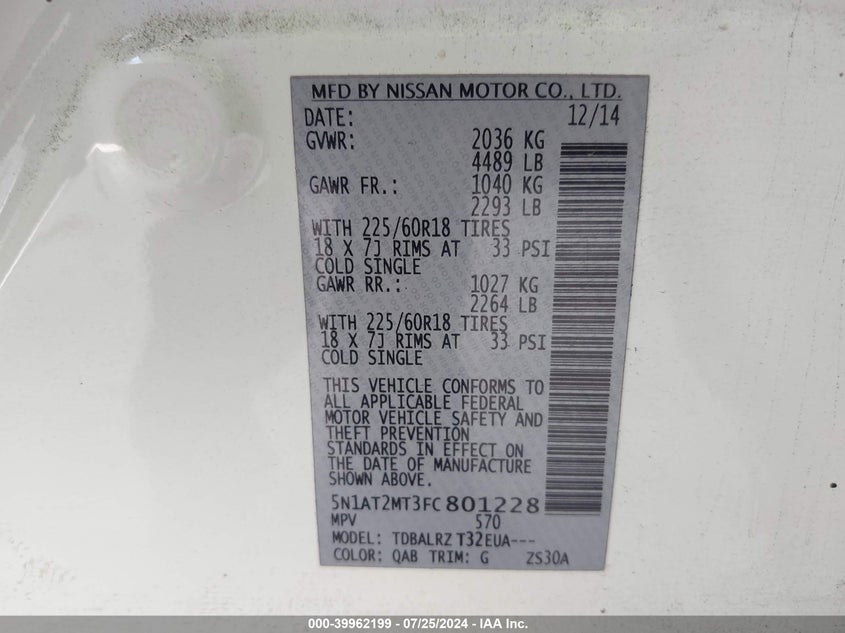 MFD BY NISSAN MOTOR CO., LTD.
DATE: 12/14
GVWR: 2036 KG
4489 LB
GAWR FR.: 1040 KG
2293 LB
WITH 225/60R18 TIRES
18 X 7J RIMS AT 33 PSI
COLD SINGLE
GAWR RR.: 1027 KG
2264 LB
WITH 225/60R18 TIRES
18 X 7J RIMS AT 33 PSI
COLD SINGLE
THIS VEHICLE CONFORMS TO
ALL APPLICABLE FEDERAL
MOTOR VEHICLE SAFETY AND
THEFT PREVENTION
STANDARDS IN EFFECT ON
THE DATE OF MANUFACTURE
SHOWN ABOVE.
5N1AT2MT3FC801228
MPV 570
MODEL: TDBALRZ T32EUA---
COLOR: QAB TRIM: G ZS30A
000-39962199 - 07/25/2024 - IAA Inc.